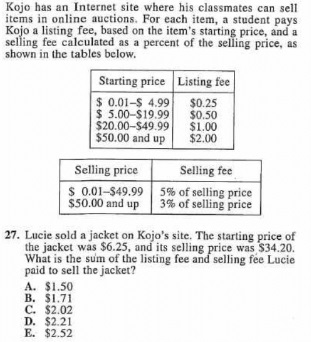 Kojo has an Internet site where his classmates can sell
items in online auctions. For each item, a student pays
Kojo a listing fee, based on the item's starting price, and a
selling fee calculated as a percent of the selling price, as
shown in the tables below.
Starting price Listing fee
$ 0.01–$ 4.99 $0.25
$ 5.00–$19.99 $0.50
$20.00–$49.99 $1.00
$50.00 and up $2.00
Selling price Selling fee
$ 0.01–$49.99 5% of selling price
$50.00 and up 3% of selling price
27. Lucie sold a jacket on Kojo's site. The starting price of
the jacket was $6.25, and its selling price was $34.20.
What is the sum of the listing fee and selling fee Lucie
paid to sell the jacket?
A. $1.50
B. $1.71
C. $2.02
D. $2.21
E. $2.52